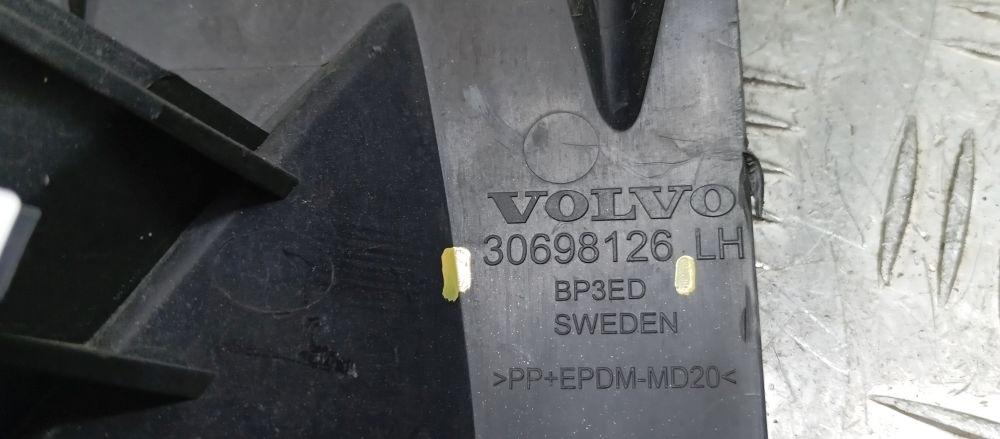 VOLVO
30698126 LH
BP3ED
SWEDEN
>PP+EPDM-MD20<